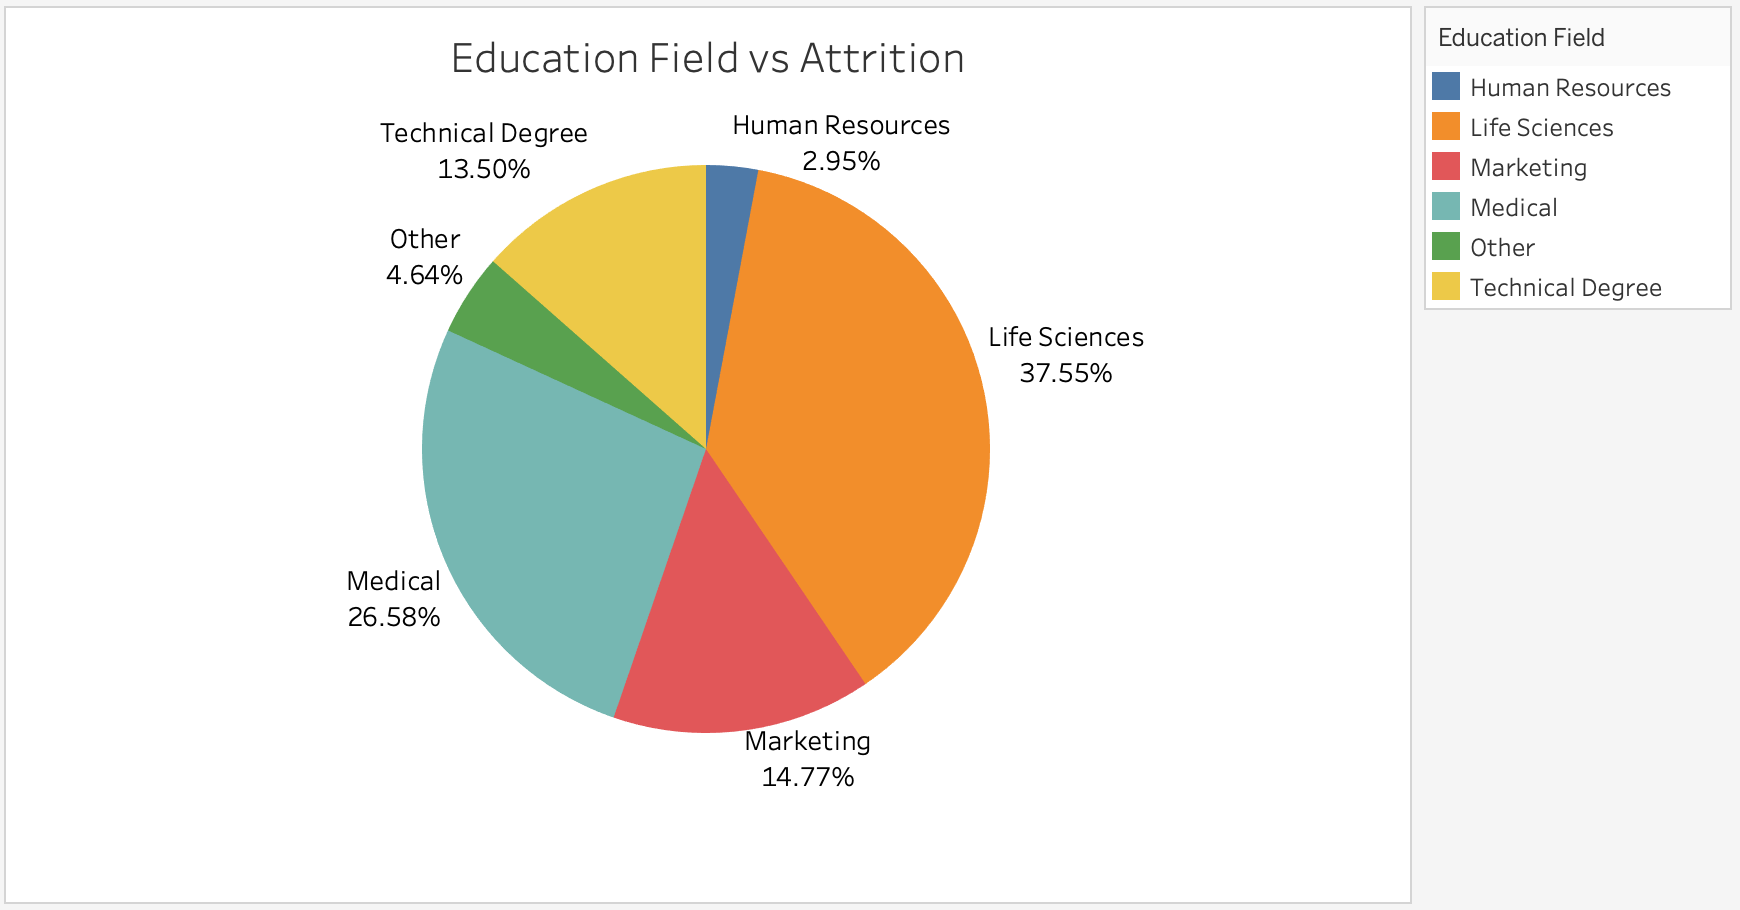 Education Field vs Attrition
Technical Degree
13.50%
Human Resources
2.95%
Other
4.64%
Life Sciences
37.55%
Medical
26.58%
Marketing
14.77%
Education Field
Human Resources
Life Sciences
Marketing
Medical
Other
Technical Degree